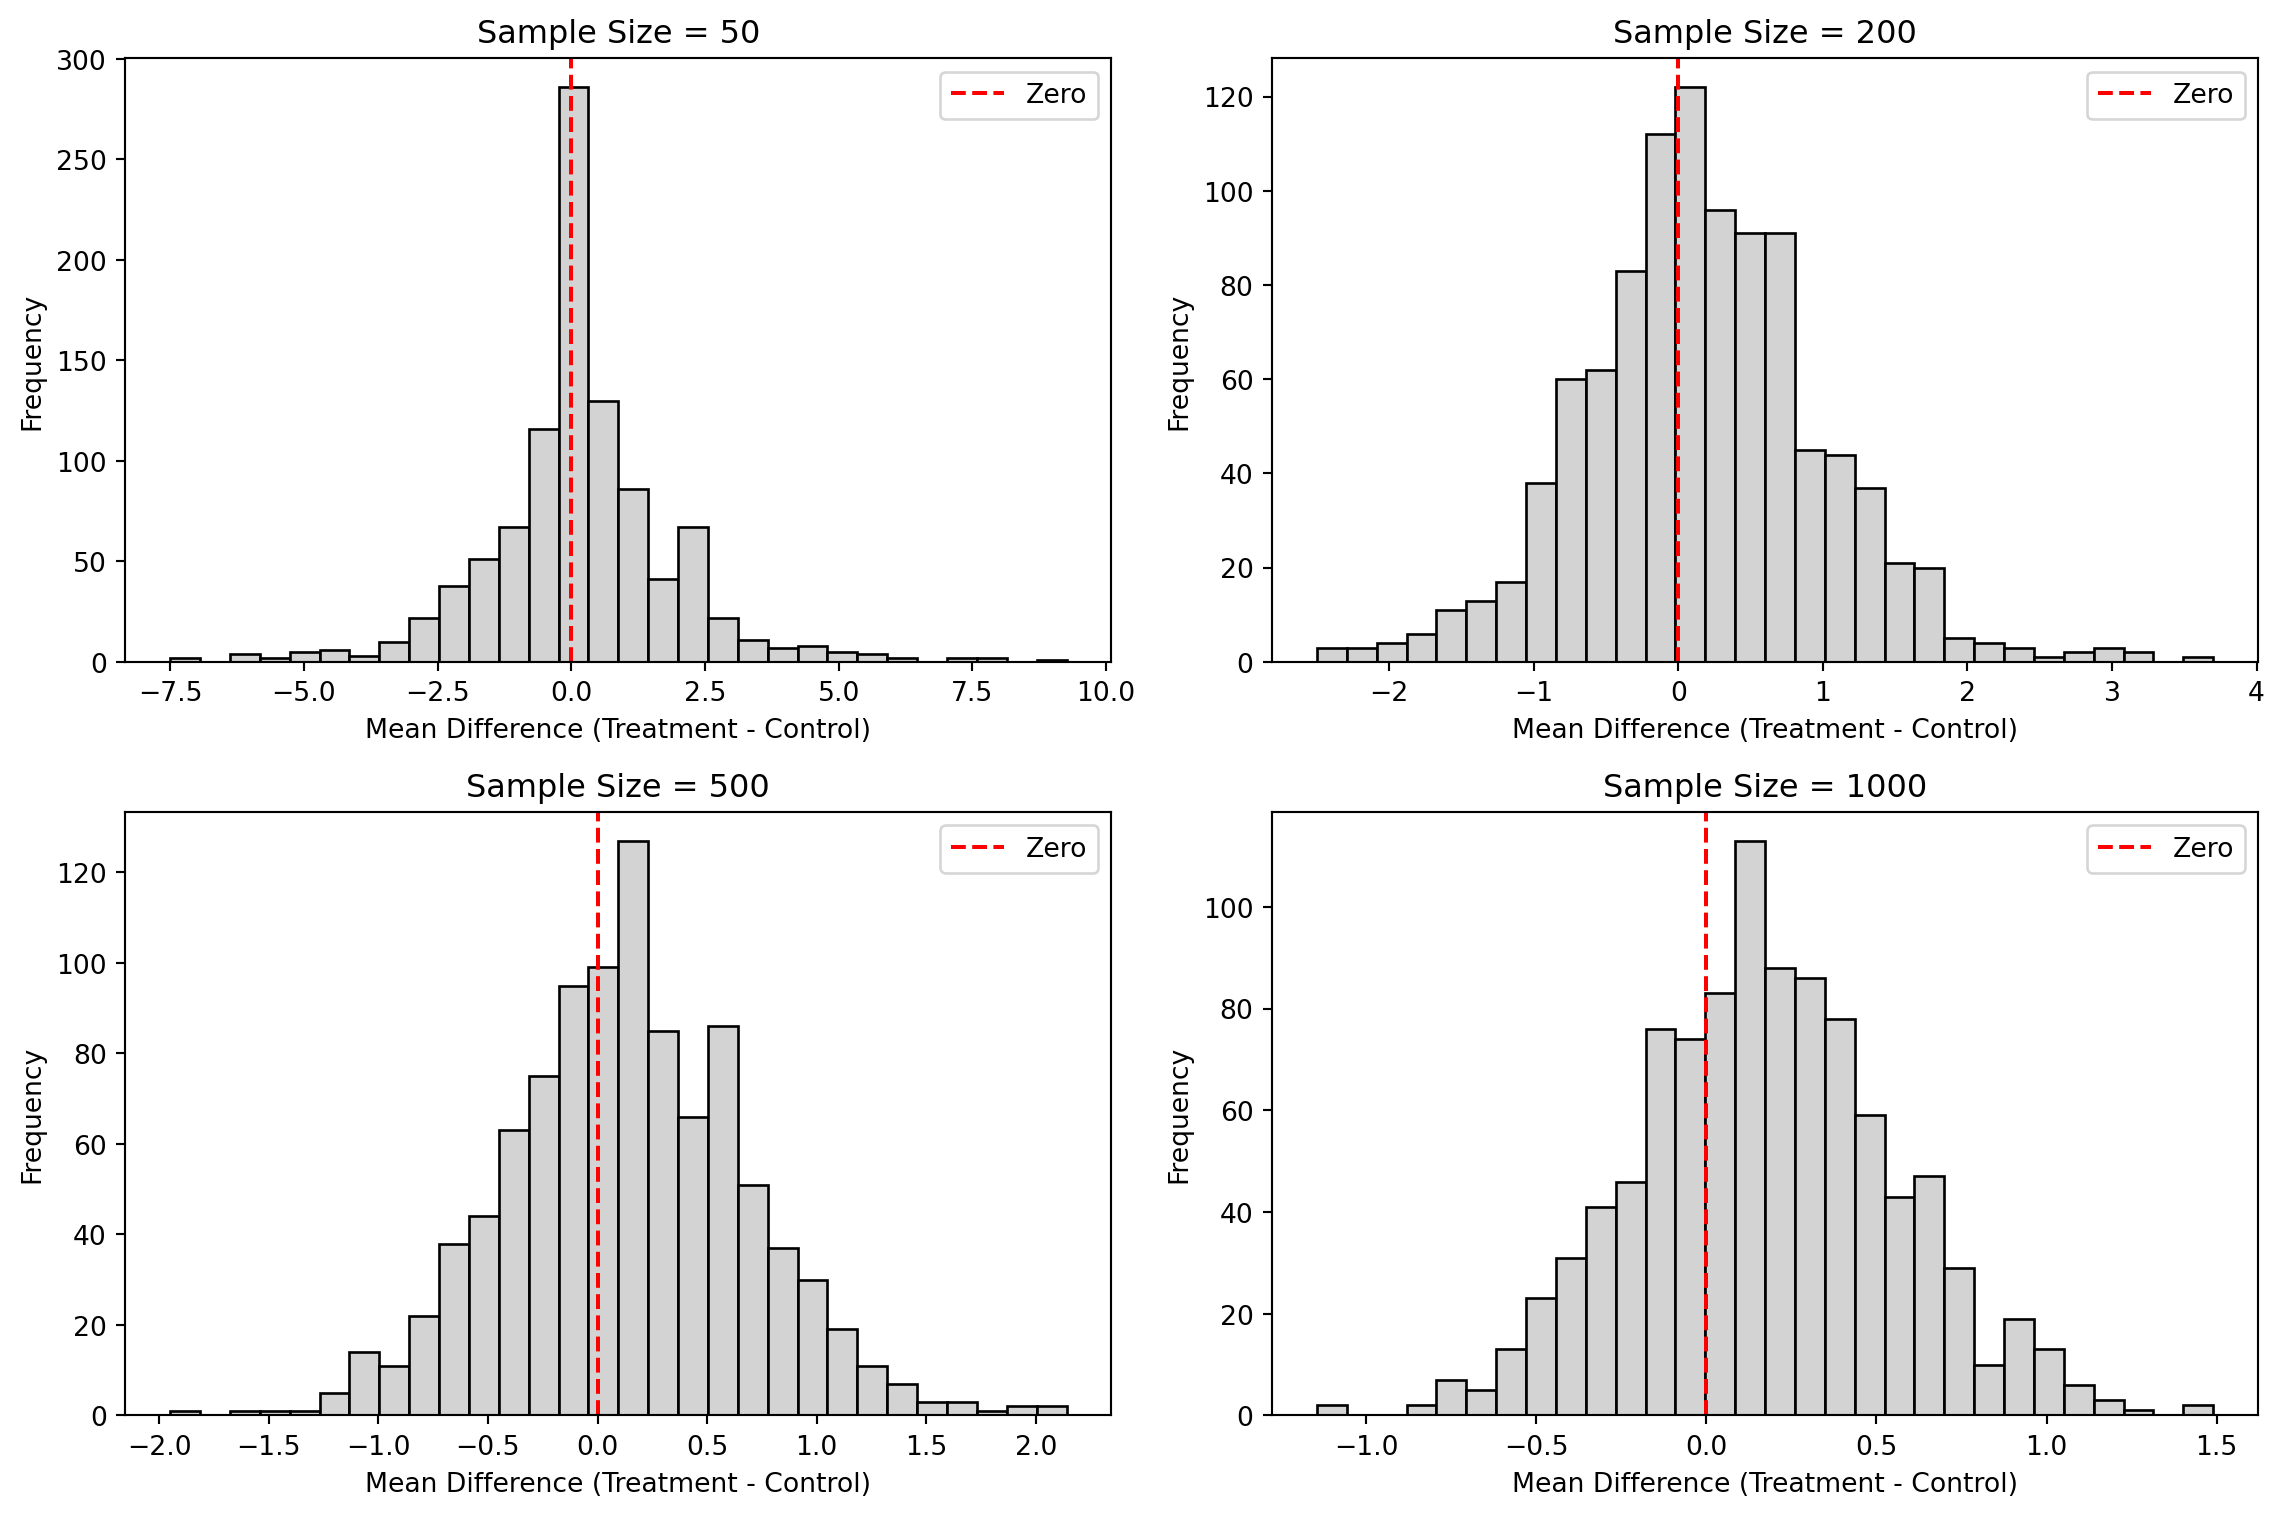 Sample Size = 50
300
250
200
150
100
50
0
Frequency
Zero
−7.5 −5.0 −2.5 0.0 2.5 5.0 7.5 10.0
Mean Difference (Treatment - Control)
Sample Size = 200
120
100
80
60
40
20
0
Frequency
Zero
−2 −1 0 1 2 3 4
Mean Difference (Treatment - Control)
Sample Size = 500
120
100
80
60
40
20
0
Frequency
Zero
−2.0 −1.5 −1.0 −0.5 0.0 0.5 1.0 1.5 2.0
Mean Difference (Treatment - Control)
Sample Size = 1000
100
80
60
40
20
0
Frequency
Zero
−1.0 −0.5 0.0 0.5 1.0 1.5
Mean Difference (Treatment - Control)